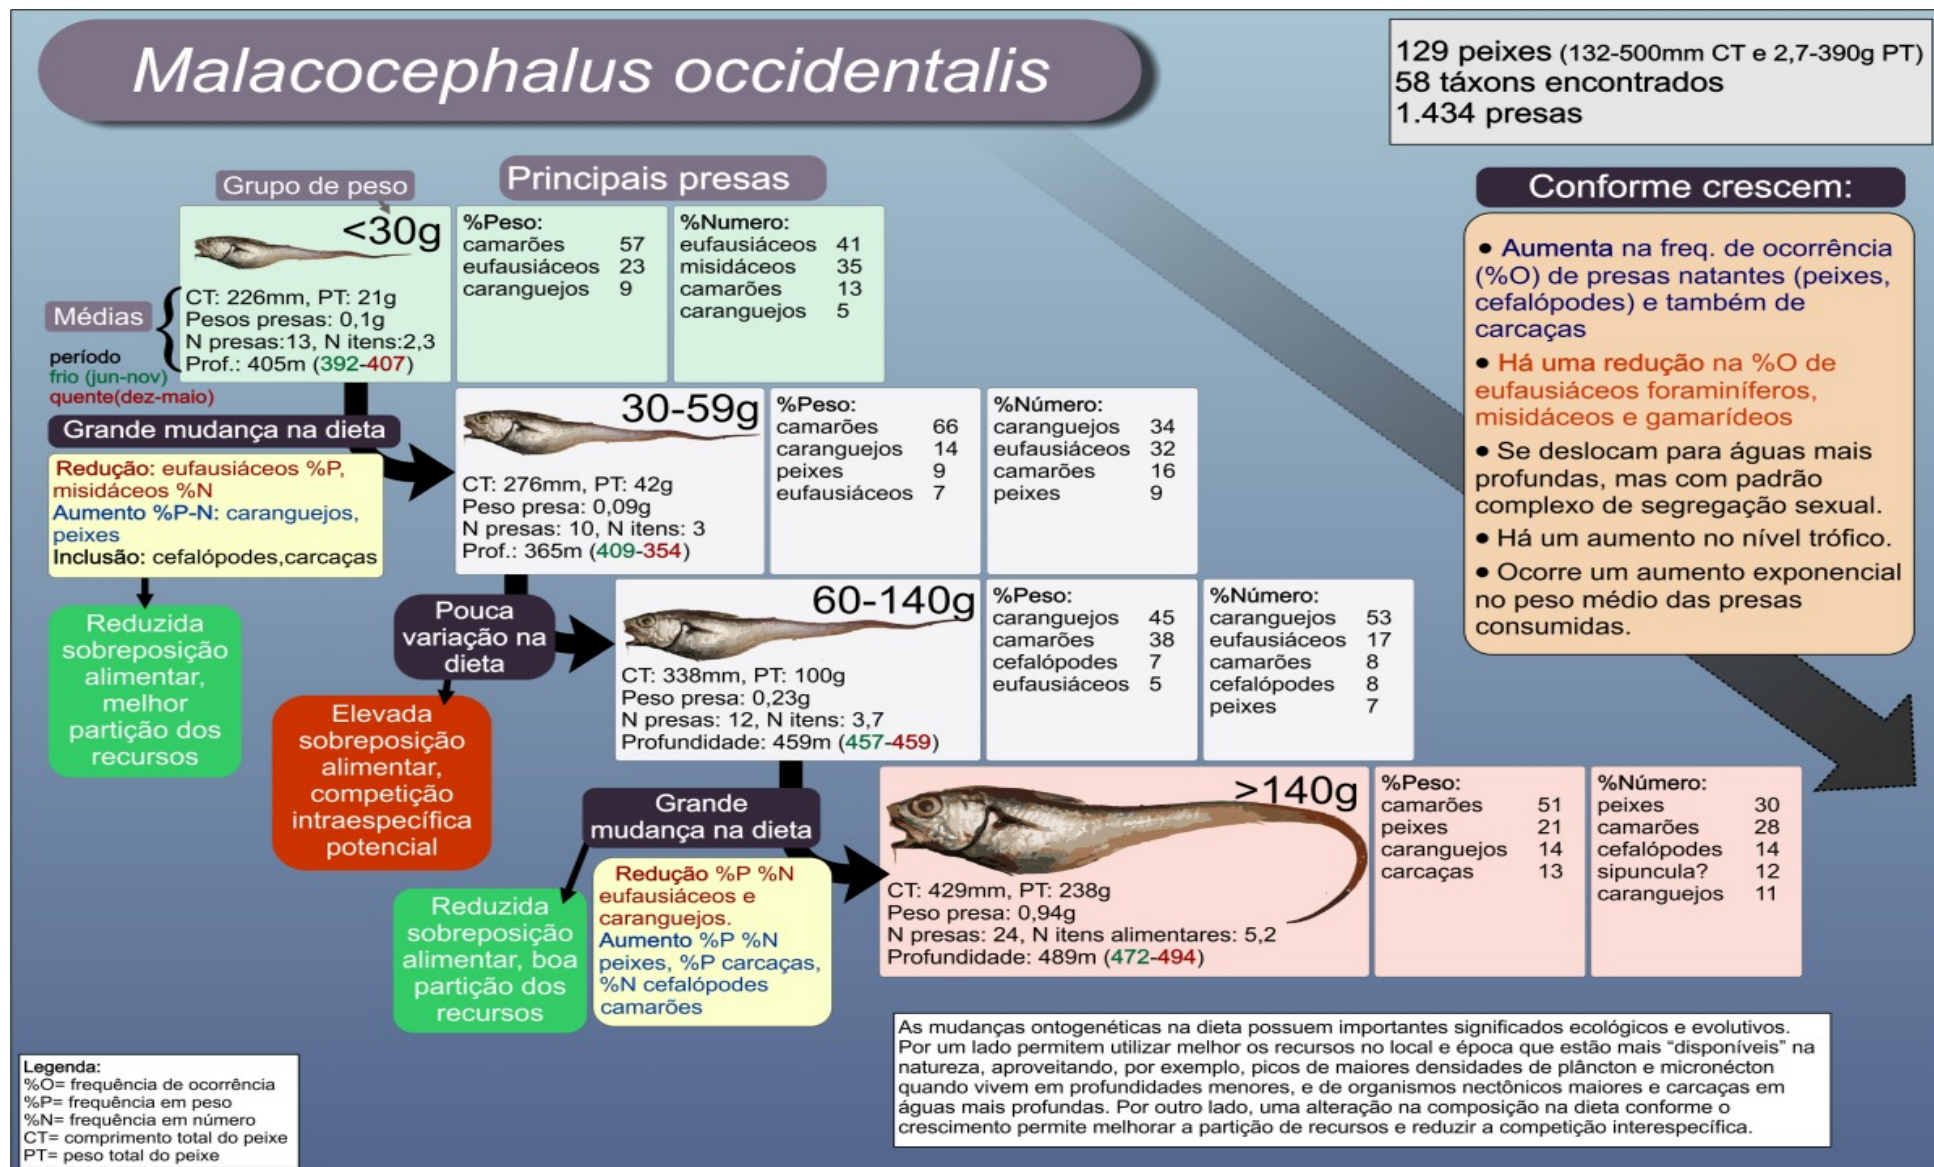 Malacocephalus occidentalis
129 peixes (132-500mm CT e 2,7-390g PT)
58 táxons encontrados
1.434 presas
Grupo de peso
Principais presas
<30g
%Peso:
camarões 57
eufausiáceos 23
caranguejos 9
%Numero:
eufausiáceos 41
misidáceos 35
camarões 13
caranguejos 5
Médias
CT: 226mm, PT: 21g
Pesos presas: 0,1g
N presas:13, N itens:2,3
Prof.: 405m (392-407)
período
frio (jun-nov)
quente(dez-maio)
Grande mudança na dieta
Redução: eufausiáceos %P,
misidáceos %N
Aumento %P-N: caranguejos,
peixes
Inclusão: cefalópodes,carcaças
Reduzida
sobreposição
alimentar,
melhor
partição dos
recursos
30-59g
CT: 276mm, PT: 42g
Peso presa: 0,09g
N presas: 10, N itens: 3
Prof.: 365m (409-354)
%Peso:
camarões 66
caranguejos 14
peixes 9
eufausiáceos 7
%Número:
caranguejos 34
eufausiáceos 32
camarões 16
peixes 9
Pouca
variação na
dieta
Elevada
sobreposição
alimentar,
competição
intraespecífica
potencial
60-140g
CT: 338mm, PT: 100g
Peso presa: 0,23g
N presas: 12, N itens: 3,7
Profundidade: 459m (457-459)
%Peso:
caranguejos 45
camarões 38
cefalópodes 7
eufausiáceos 5
%Número:
caranguejos 53
eufausiáceos 17
camarões 8
cefalópodes 8
peixes 7
Grande
mudança na dieta
Reduzida
sobreposição
alimentar, boa
partição dos
recursos
Redução %P %N
eufausiáceos e
caranguejos.
Aumento %P %N
peixes, %P carcaças,
%N cefalópodes
camarões
>140g
CT: 429mm, PT: 238g
Peso presa: 0,94g
N presas: 24, N itens alimentares: 5,2
Profundidade: 489m (472-494)
%Peso:
camarões 51
peixes 21
caranguejos 14
carcaças 13
%Número:
peixes 30
camarões 28
cefalópodes 14
sipuncula? 12
caranguejos 11
Conforme crescem:
● Aumenta na freq. de ocorrência
(%O) de presas natantes (peixes,
cefalópodes) e também de
carcaças
● Há uma redução na %O de
eufausiáceos foraminíferos,
misidáceos e gamarídeos
● Se deslocam para águas mais
profundas, mas com padrão
complexo de segregação sexual.
● Há um aumento no nível trófico.
● Ocorre um aumento exponencial
no peso médio das presas
consumidas.
As mudanças ontogenéticas na dieta possuem importantes significados ecológicos e evolutivos.
Por um lado permitem utilizar melhor os recursos no local e época que estão mais “disponíveis” na
natureza, aproveitando, por exemplo, picos de maiores densidades de plâncton e micronécton
quando vivem em profundidades menores, e de organismos nectônicos maiores e carcaças em
águas mais profundas. Por outro lado, uma alteração na composição na dieta conforme o
crescimento permite melhorar a partição de recursos e reduzir a competição interespecífica.
Legenda:
%O= frequência de ocorrência
%P= frequência em peso
%N= frequência em número
CT= comprimento total do peixe
PT= peso total do peixe